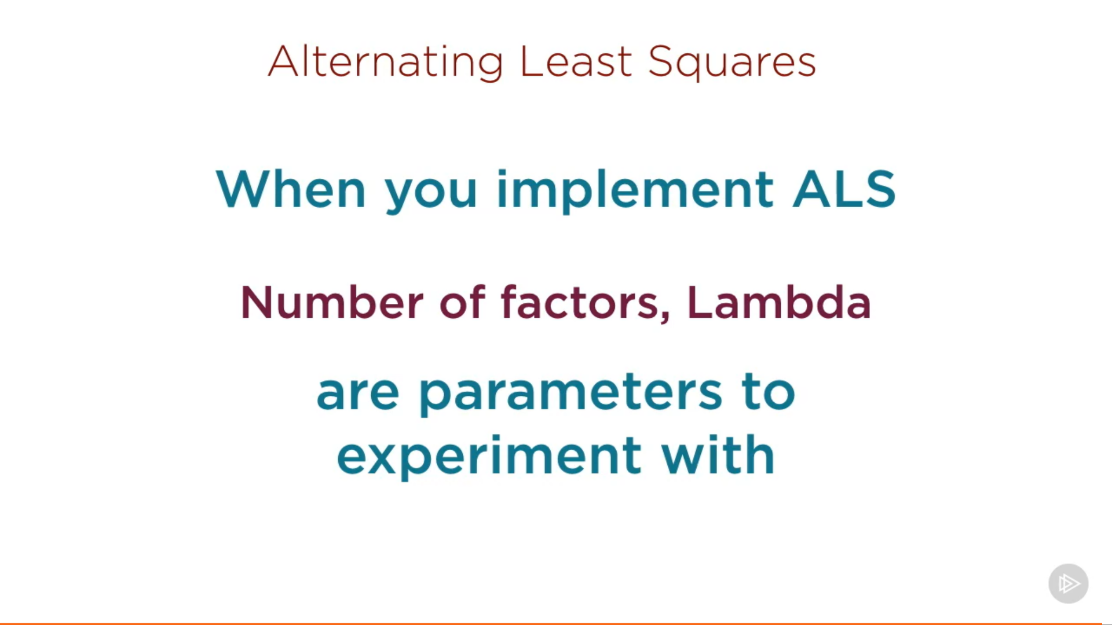 Alternating Least Squares
When you implement ALS
Number of factors, Lambda
are parameters to
experiment with